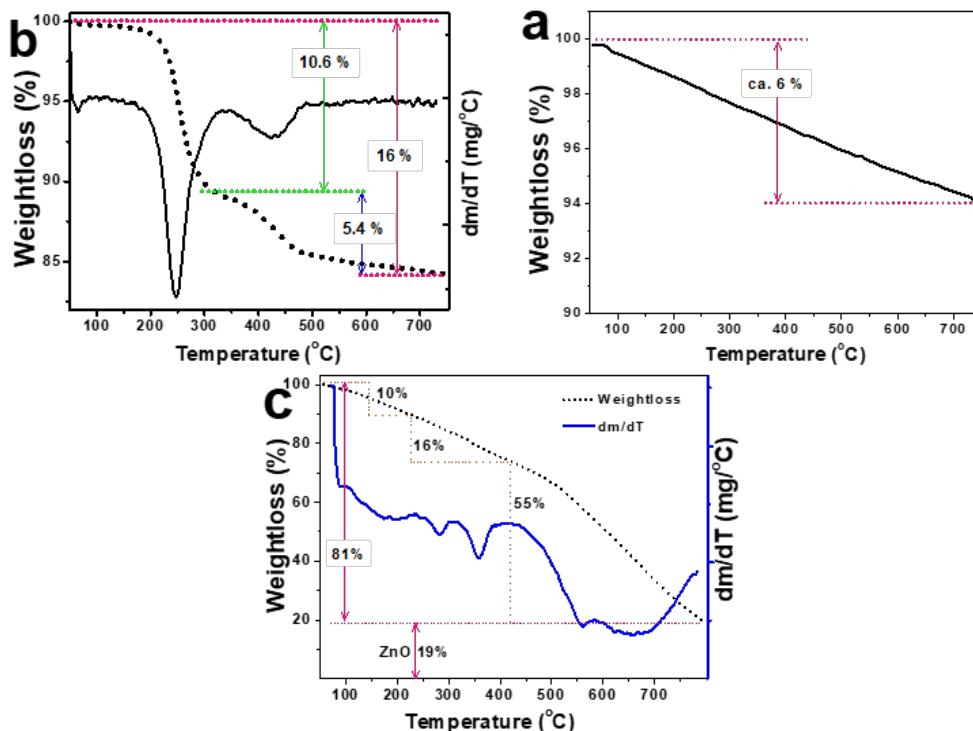 b
100
95
90
85
Weightloss (%)
10.6 %
16 %
5.4 %
dm/dT (mg/°C)
100 200 300 400 500 600 700
Temperature (°C)
a
100
98
96
94
92
90
Weightloss (%)
ca. 6 %
100 200 300 400 500 600 700
Temperature (°C)
c
100
80
60
40
20
Weightloss (%)
10%
16%
55%
81%
ZnO 19%
Weightloss
dm/dT
dm/dT (mg/°C)
100 200 300 400 500 600 700
Temperature (°C)